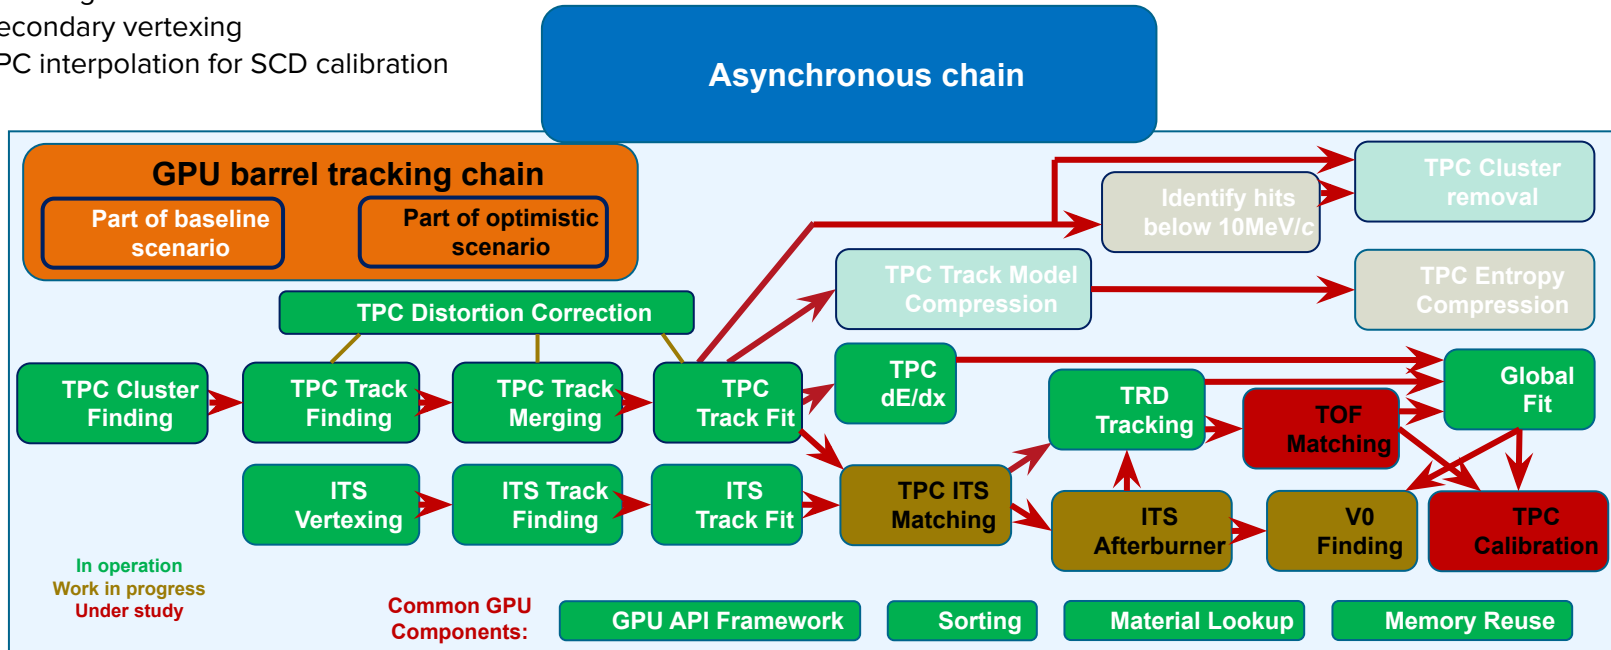 econdary vertexing
PC interpolation for SCD calibration
Asynchronous chain
GPU barrel tracking chain
Part of baseline
scenario
Part of optimistic
scenario
Identify hits
below 10MeV/c
TPC Cluster
removal
TPC Track Model
Compression
TPC Entropy
Compression
TPC Distortion Correction
TPC Cluster
Finding
TPC Track
Finding
TPC Track
Merging
TPC
Track Fit
TPC
dE/dx
TRD
Tracking
TOF
Matching
Global
Fit
ITS
Vertexing
ITS Track
Finding
ITS
Track Fit
TPC ITS
Matching
ITS
Afterburner
V0
Finding
TPC
Calibration
In operation
Work in progress
Under study
Common GPU
Components:
GPU API Framework
Sorting
Material Lookup
Memory Reuse